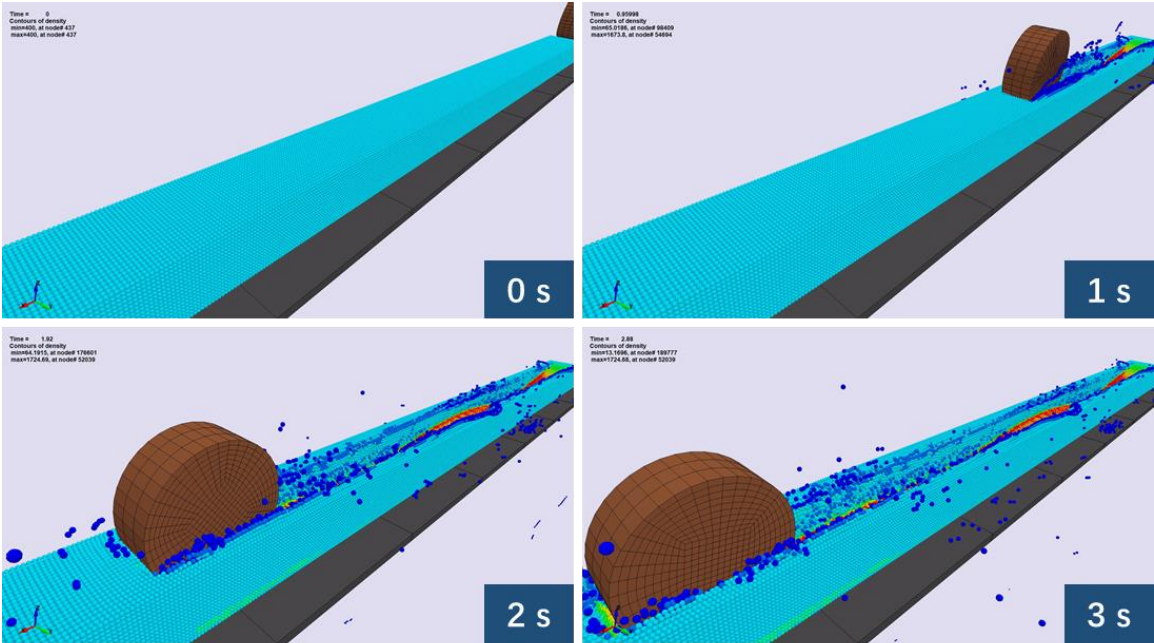 Time = 0
Contours of density
min=400, at node# 437
max=400, at node# 437
0 s
Time = 0.95998
Contours of density
min=65.0186, at node# 98409
max=1673.8, at node# 54694
1 s
Time = 1.92
Contours of density
min=64.1915, at node# 176601
max=1724.69, at node# 52039
2 s
Time = 2.88
Contours of density
min=13.1696, at node# 189777
max=1724.68, at node# 52039
3 s